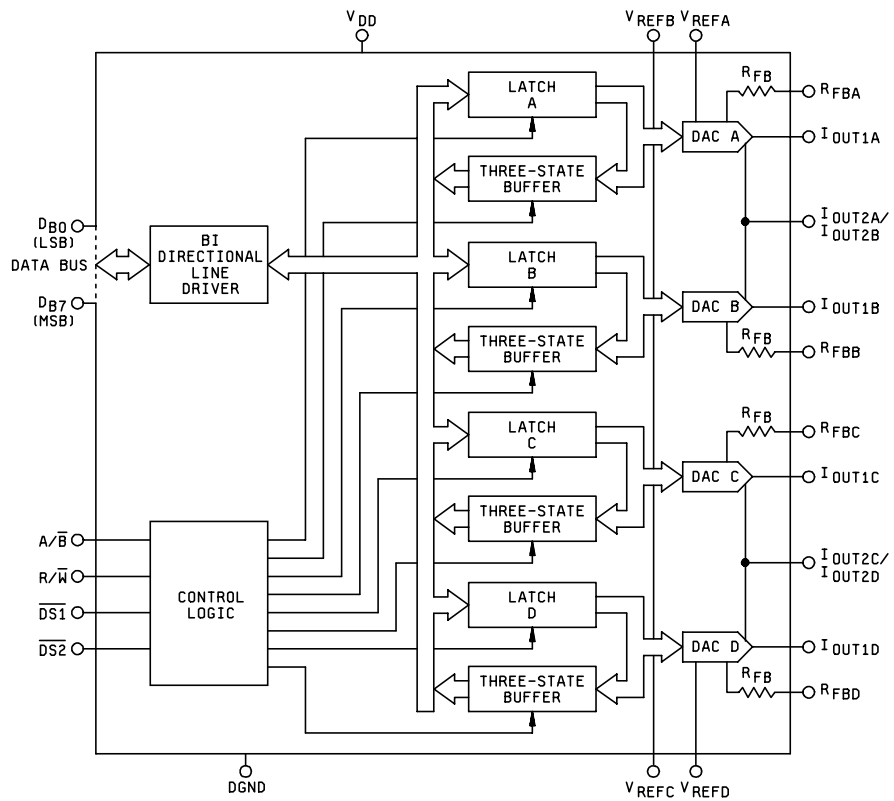 VDD
VREFB VREFA
LATCH
A
RFB
RFBA
DAC A
IOUT1A
THREE-STATE
BUFFER
DB0
(LSB)
DATA BUS
DB7
(MSB)
BI
DIRECTIONAL
LINE
DRIVER
IOUT2A/
IOUT2B
LATCH
B
DAC B
IOUT1B
THREE-STATE
BUFFER
RFB
RFBB
LATCH
C
RFB
RFBC
DAC C
IOUT1C
THREE-STATE
BUFFER
A/B̅
R/W̅
D̅S̅1̅
D̅S̅2̅
CONTROL
LOGIC
IOUT2C/
IOUT2D
LATCH
D
DAC D
IOUT1D
THREE-STATE
BUFFER
RFB
RFBD
DGND
VREFC VREFD